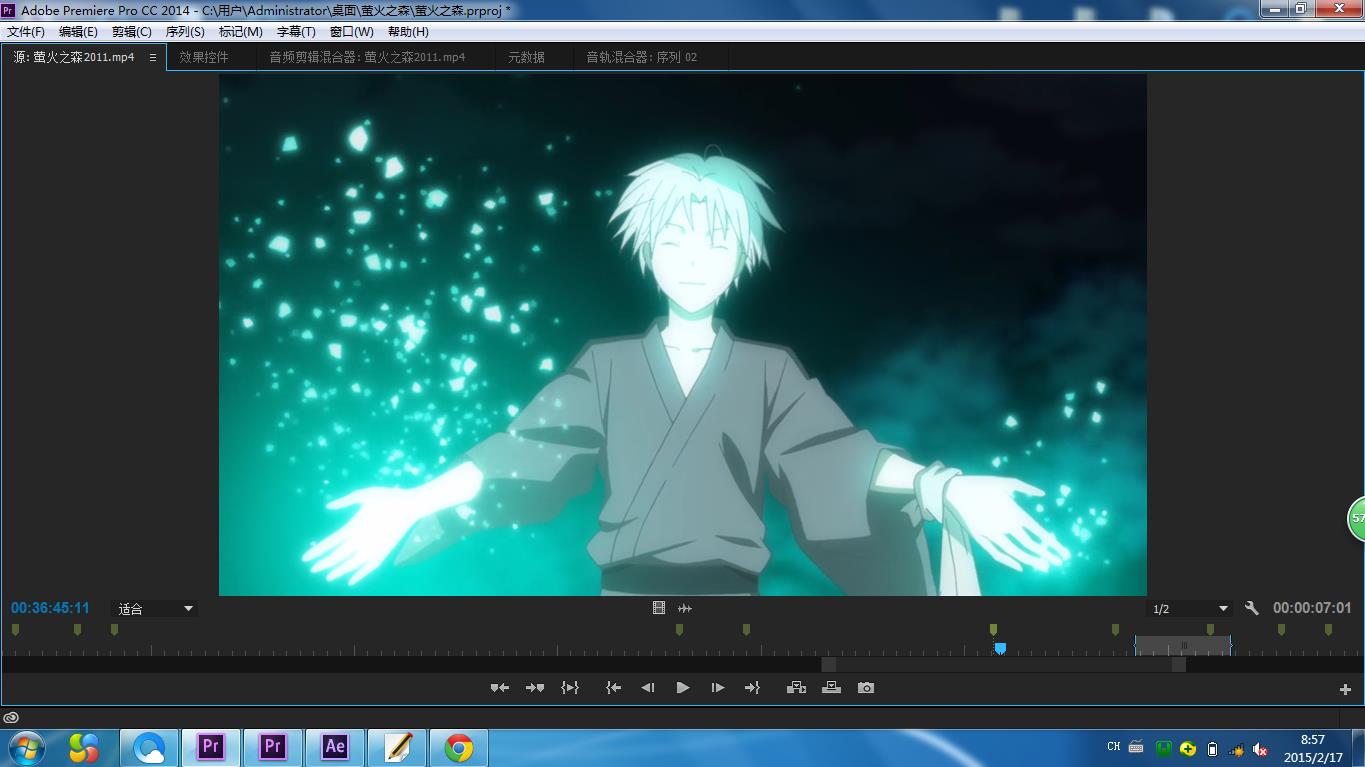 Adobe Premiere Pro CC 2014 - C:\用户\Administrator\桌面\萤火之森\萤火之森.prproj *
文件(F) 编辑(E) 剪辑(C) 序列(S) 标记(M) 字幕(T) 窗口(W) 帮助(H)
源: 萤火之森2011.mp4 效果控件 音频剪辑混合器: 萤火之森2011.mp4 元数据 音轨混合器: 序列 02
57
00:36:45:11 适合 1/2 00:00:07:01
Pr Pr Ae
CH
8:57
2015/2/17